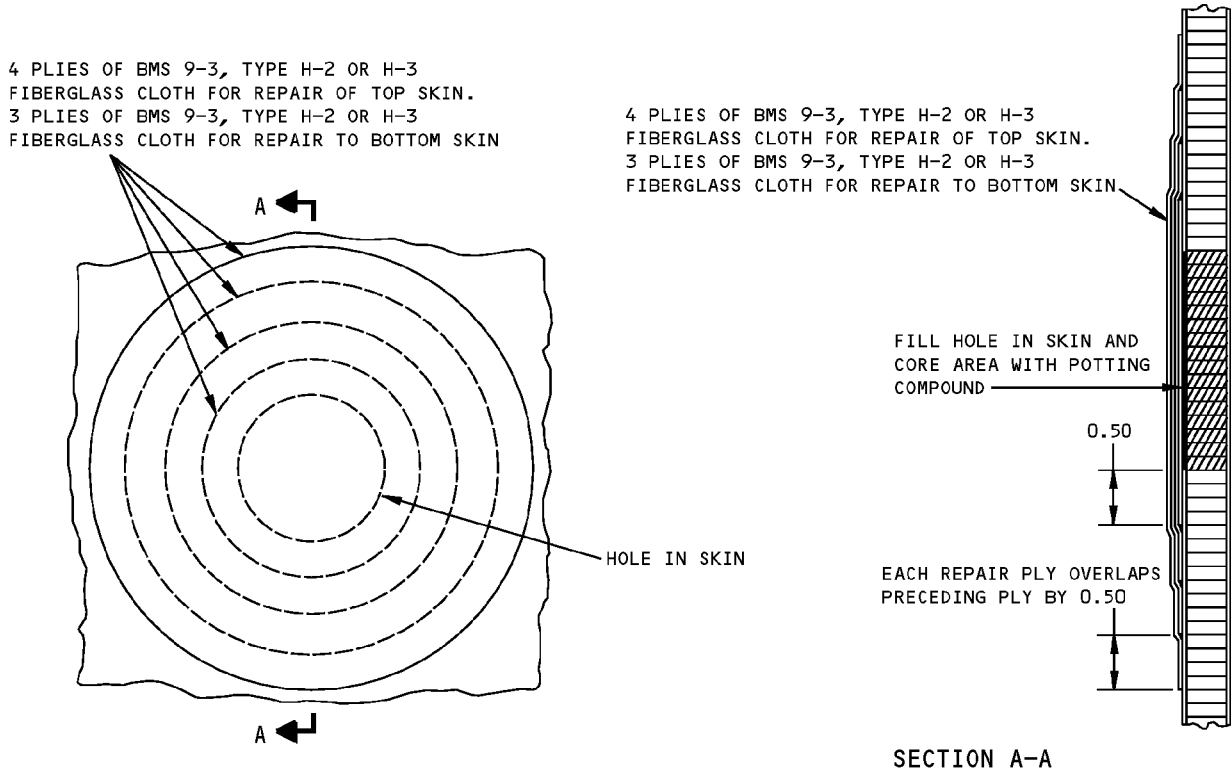 4 PLIES OF BMS 9-3, TYPE H-2 OR H-3
FIBERGLASS CLOTH FOR REPAIR OF TOP SKIN.
3 PLIES OF BMS 9-3, TYPE H-2 OR H-3
FIBERGLASS CLOTH FOR REPAIR TO BOTTOM SKIN
A
HOLE IN SKIN
A
4 PLIES OF BMS 9-3, TYPE H-2 OR H-3
FIBERGLASS CLOTH FOR REPAIR OF TOP SKIN.
3 PLIES OF BMS 9-3, TYPE H-2 OR H-3
FIBERGLASS CLOTH FOR REPAIR TO BOTTOM SKIN
FILL HOLE IN SKIN AND
CORE AREA WITH POTTING
COMPOUND
0.50
EACH REPAIR PLY OVERLAPS
PRECEDING PLY BY 0.50
SECTION A-A